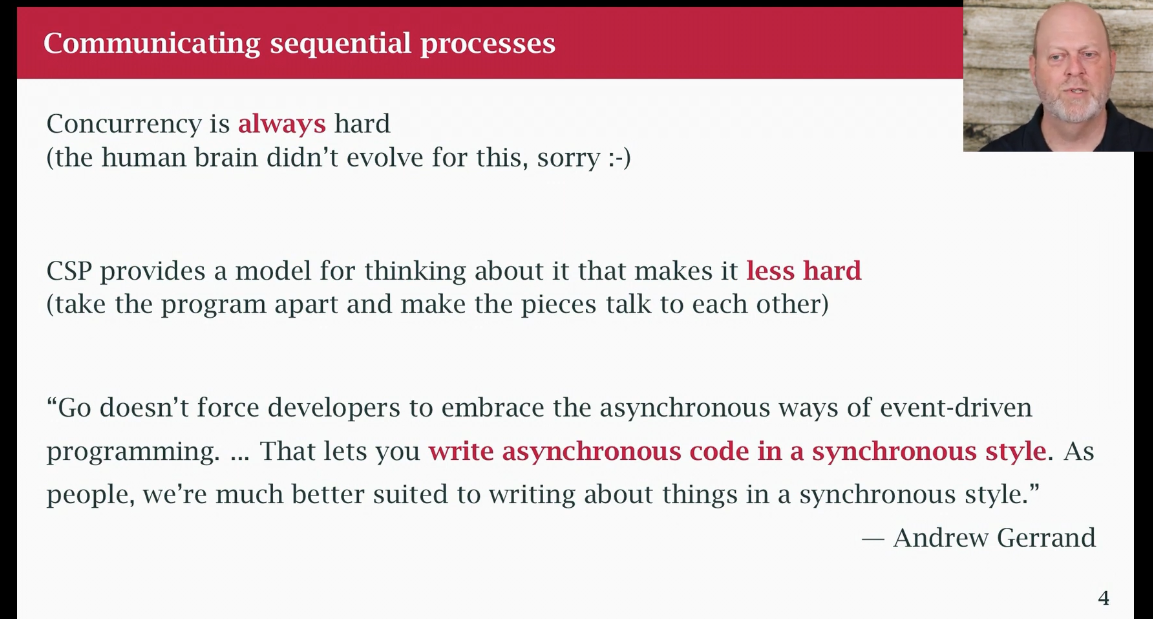 Communicating sequential processes
Concurrency is always hard
(the human brain didn’t evolve for this, sorry :-)
CSP provides a model for thinking about it that makes it less hard
(take the program apart and make the pieces talk to each other)
“Go doesn’t force developers to embrace the asynchronous ways of event-driven
programming. ... That lets you write asynchronous code in a synchronous style. As
people, we’re much better suited to writing about things in a synchronous style.”
— Andrew Gerrand
4